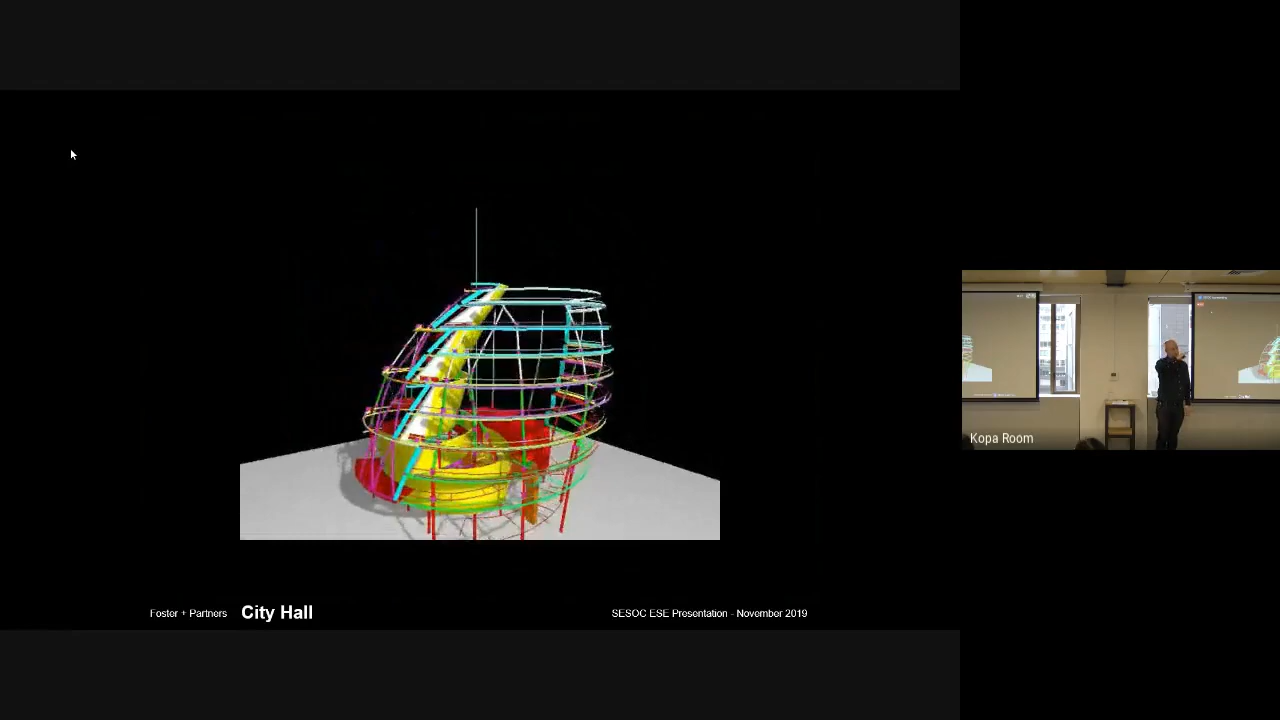 Kopa Room
Foster + Partners City Hall SESOC ESE Presentation - November 2019